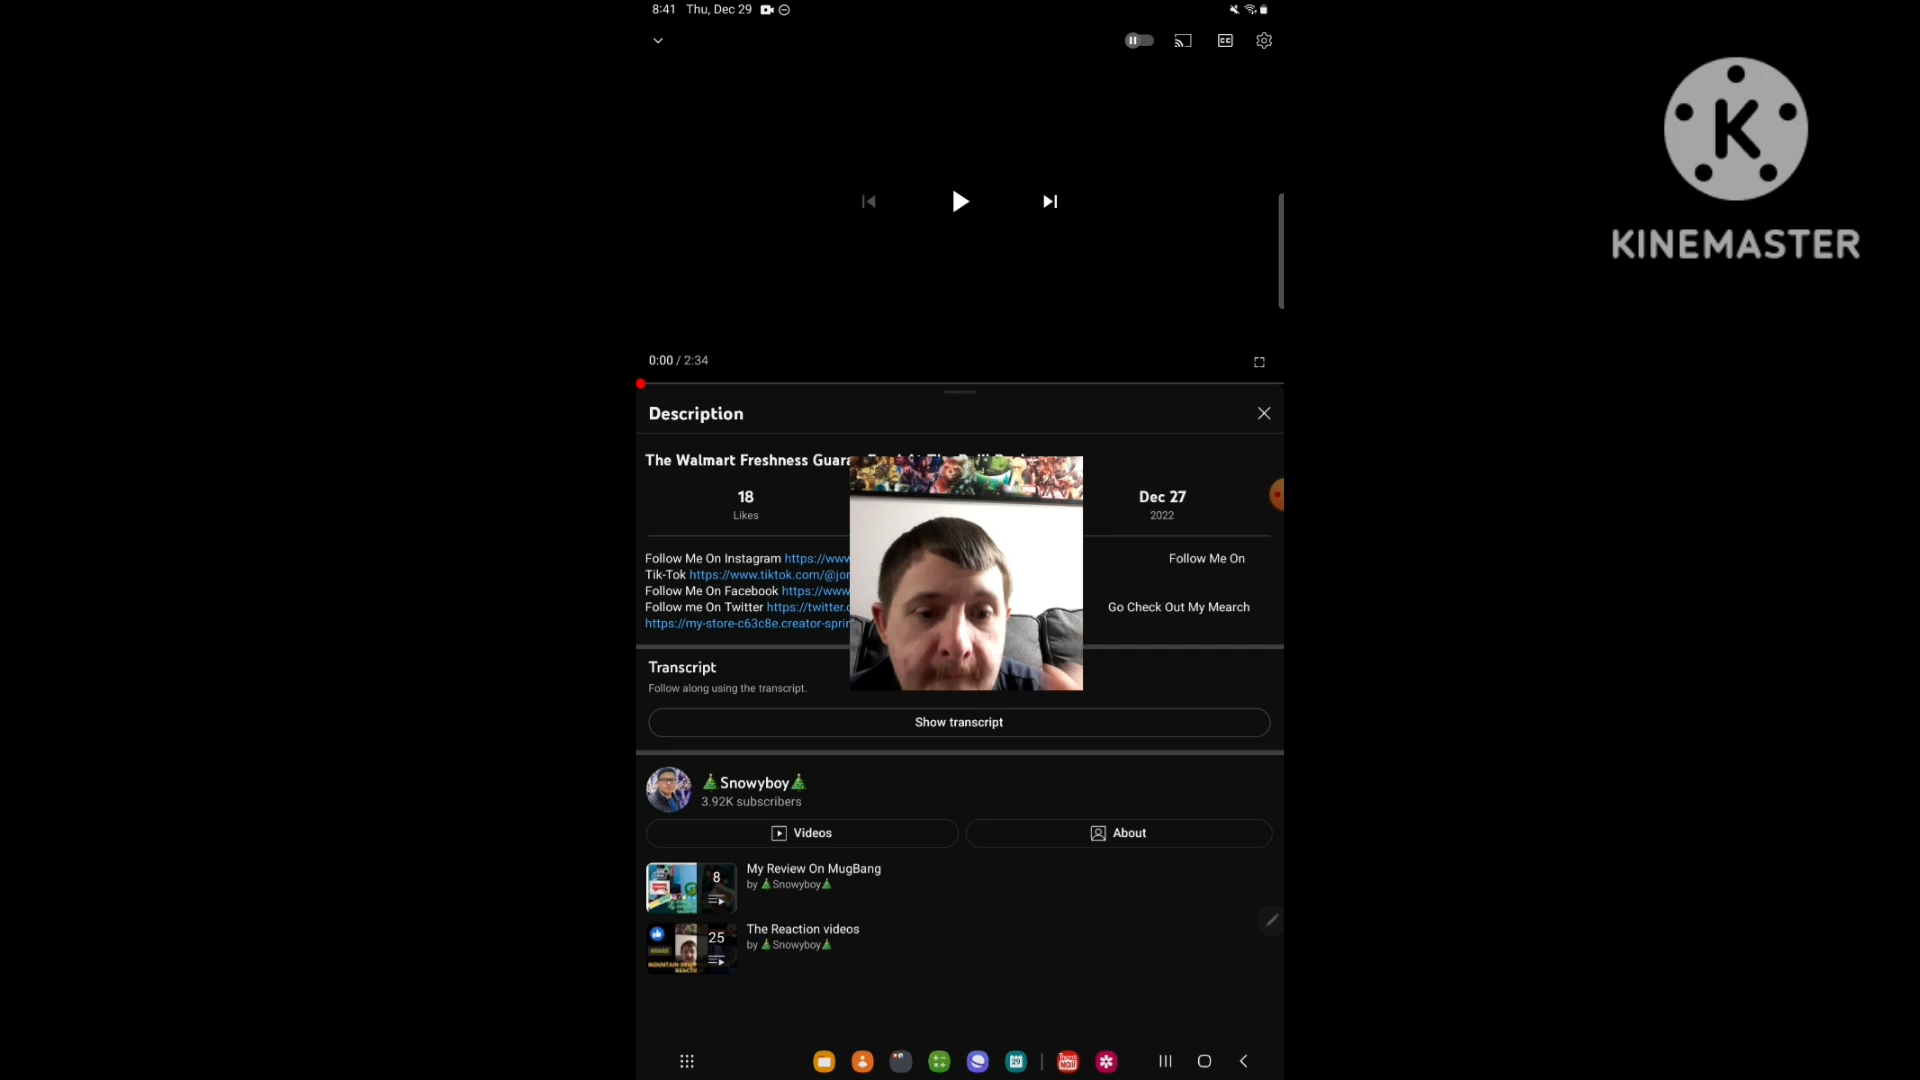 8:41 Thu, Dec 29
KINEMASTER
0:00 / 2:34
Description
The Walmart Freshness
18
Likes
Dec 27
2022
Follow Me On Instagram https://www
Follow Me On
Tik-Tok https://www.tiktok.com/@jor
Follow Me On Facebook https://www
Follow me On Twitter https://twitter.c
Go Check Out My Mearch
https://my-store-c63c8e.creator-sprin
Transcript
Follow along using the transcript.
Show transcript
🎄Snowyboy🎄
3.92K subscribers
Videos
About
8
My Review On MugBang
by 🎄Snowyboy🎄
25
The Reaction videos
by 🎄Snowyboy🎄